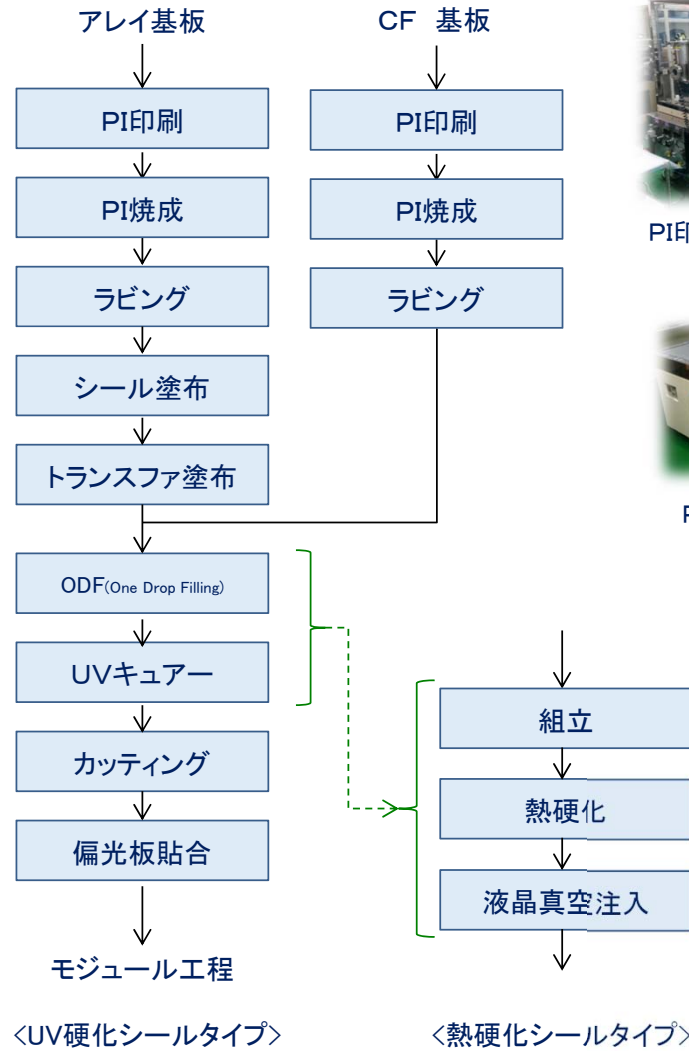 アレイ基板
CF 基板
PI印刷
PI印刷
PI焼成
PI焼成
ラビング
ラビング
シール塗布
トランスファ塗布
ODF(One Drop Filling)
UVキュアー
カッティング
偏光板貼合
モジュール工程
<UV硬化シールタイプ>
組立
熱硬化
液晶真空注入
<熱硬化シールタイプ>
PI